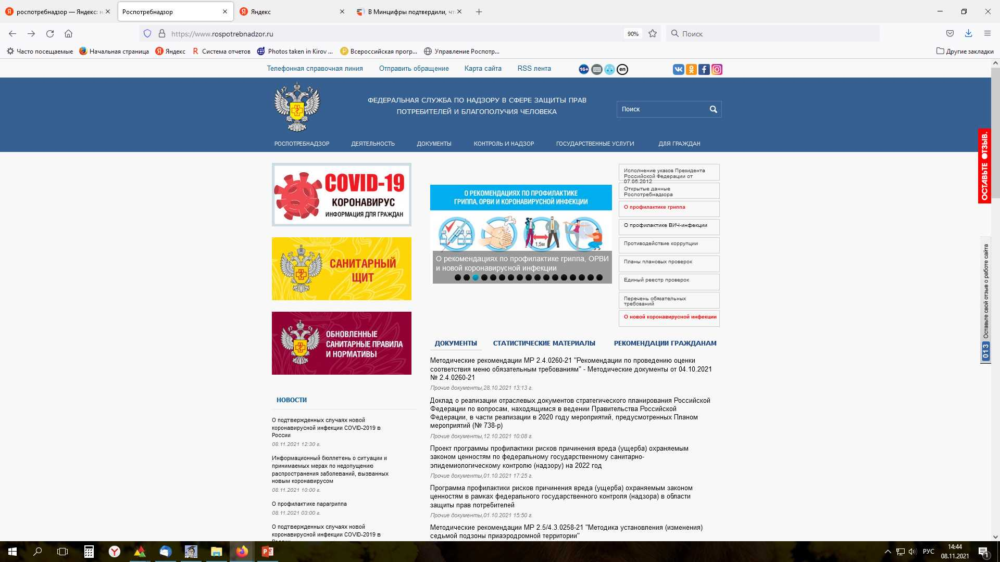 роспотребнадзор — Яндекс: н
Роспотребнадзор
Яндекс
В Минцифры подтвердили, чт
https://www.rospotrebnadzor.ru
90%
Поиск
Часто посещаемые
Начальная страница
Яндекс
Система отчетов
Photos taken in Kirov ...
Всероссийская прогр...
Управление Роспотр...
Другие закладки
Телефонная справочная линия
Отправить обращение
Карта сайта
RSS лента
16+
en
ФЕДЕРАЛЬНАЯ СЛУЖБА ПО НАДЗОРУ В СФЕРЕ ЗАЩИТЫ ПРАВ
ПОТРЕБИТЕЛЕЙ И БЛАГОПОЛУЧИЯ ЧЕЛОВЕКА
Поиск
РОСПОТРЕБНАДЗОР
ДЕЯТЕЛЬНОСТЬ
ДОКУМЕНТЫ
КОНТРОЛЬ И НАДЗОР
ГОСУДАРСТВЕННЫЕ УСЛУГИ
ДЛЯ ГРАЖДАН
COVID-19
КОРОНАВИРУС
ИНФОРМАЦИЯ ДЛЯ ГРАЖДАН
САНИТАРНЫЙ
ЩИТ
ОБНОВЛЕННЫЕ
САНИТАРНЫЕ ПРАВИЛА
И НОРМАТИВЫ
О РЕКОМЕНДАЦИЯХ ПО ПРОФИЛАКТИКЕ
ГРИППА, ОРВИ И КОРОНАВИРУСНОЙ ИНФЕКЦИИ
1,5м
О рекомендациях по профилактике гриппа, ОРВИ
и новой коронавирусной инфекции
Исполнение указов Президента
Российской Федерации от
07.05.2012
Открытые данные
Роспотребнадзора
О профилактике гриппа
О профилактике ВИЧ-инфекции
Противодействие коррупции
Планы плановых проверок
Единый реестр проверок
Перечень обязательных
требований
О новой коронавирусной инфекции
ОСТАВЬТЕ ОТЗЫВ.
Оставьте свой отзыв о работе сайта
013
НОВОСТИ
О подтвержденных случаях новой
коронавирусной инфекции COVID-2019 в
России
08.11.2021 12:30 г.
Информационный бюллетень о ситуации и
принимаемых мерах по недопущению
распространения заболеваний, вызванных
новым коронавирусом
08.11.2021 10:00 г.
О профилактике парагриппа
08.11.2021 03:00 г.
О подтвержденных случаях новой
коронавирусной инфекции COVID-2019 в
России
ДОКУМЕНТЫ
СТАТИСТИЧЕСКИЕ МАТЕРИАЛЫ
РЕКОМЕНДАЦИИ ГРАЖДАНАМ
Методические рекомендации МР 2.4.0260-21 "Рекомендации по проведению оценки
соответствия меню обязательным требованиям" - Методические документы от 04.10.2021
№ 2.4.0260-21
Прочие документы,28.10.2021 13:13 г.
Доклад о реализации отраслевых документов стратегического планирования Российской
Федерации по вопросам, находящимся в ведении Правительства Российской
Федерации, в части реализации в 2020 году мероприятий, предусмотренных Планом
мероприятий (№ 738-р)
Прочие документы,12.10.2021 10:08 г.
Проект программы профилактики рисков причинения вреда (ущерба) охраняемым
законом ценностям по федеральному государственному санитарно-
эпидемиологическому контролю (надзору) на 2022 год
Прочие документы,01.10.2021 17:25 г.
Программа профилактики рисков причинения вреда (ущерба) охраняемым законом
ценностям в рамках федерального государственного контроля (надзора) в области
защиты прав потребителей
Прочие документы,01.10.2021 15:50 г.
Методические рекомендации МР 2.5/4.3.0258-21 "Методика установления (изменения)
седьмой подзоны приаэродромной территории"
РУС
14:44
08.11.2021
1